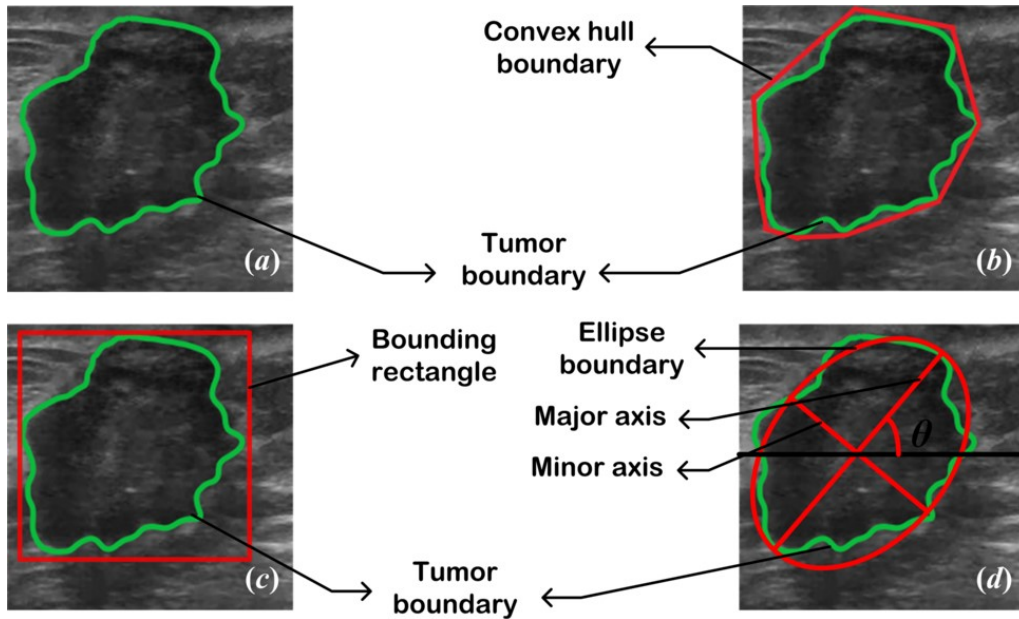 Convex hull
boundary
(a)
(b)
Tumor
boundary
Bounding
rectangle
Ellipse
boundary
Major axis
θ
Minor axis
(c)
(d)
Tumor
boundary